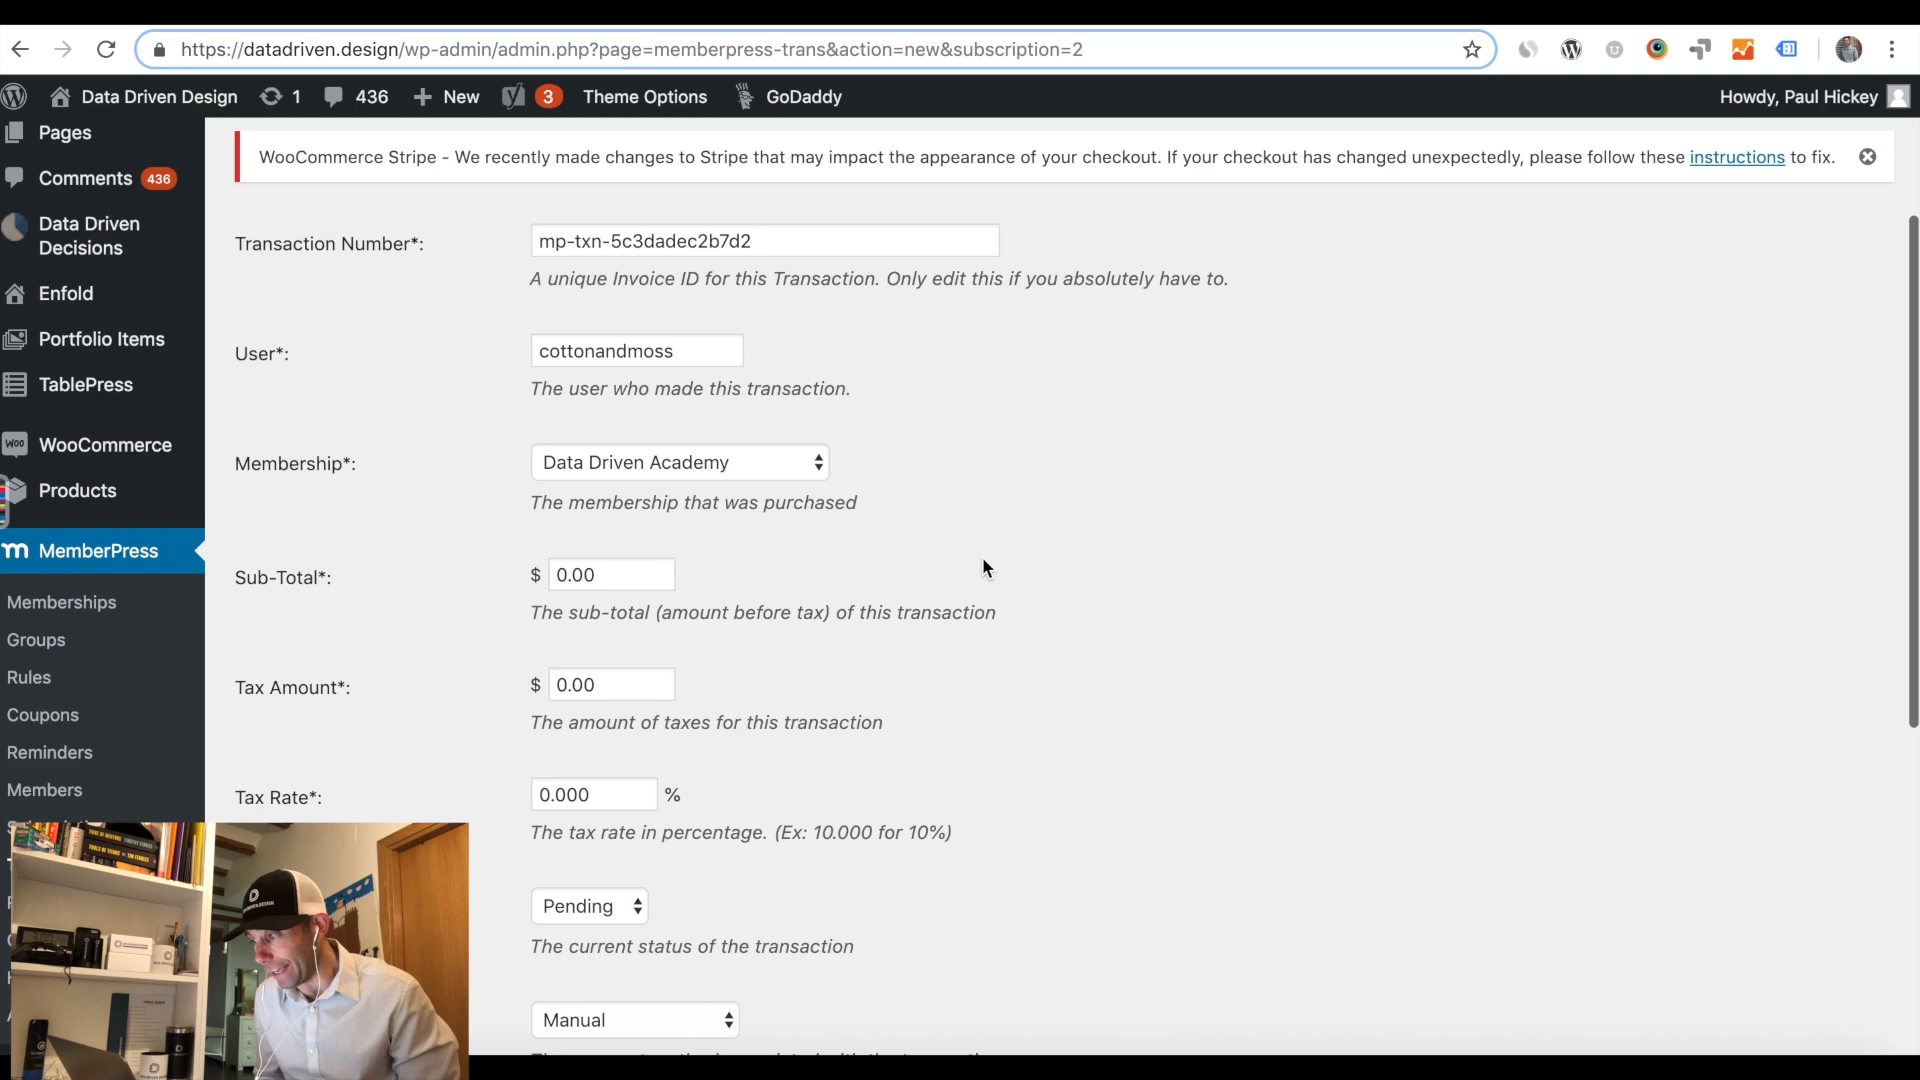 https://datadriven.design/wp-admin/admin.php?page=memberpress-trans&action=new&subscription=2
Data Driven Design 1 436 New 3 Theme Options GoDaddy Howdy, Paul Hickey
Pages
Comments 436
Data Driven
Decisions
Enfold
Portfolio Items
TablePress
WooCommerce
Products
MemberPress
Memberships
Groups
Rules
Coupons
Reminders
Members
WooCommerce Stripe - We recently made changes to Stripe that may impact the appearance of your checkout. If your checkout has changed unexpectedly, please follow these instructions to fix.
Transaction Number*: mp-txn-5c3dadec2b7d2
A unique Invoice ID for this Transaction. Only edit this if you absolutely have to.
User*: cottonandmoss
The user who made this transaction.
Membership*: Data Driven Academy
The membership that was purchased
Sub-Total*: $ 0.00
The sub-total (amount before tax) of this transaction
Tax Amount*: $ 0.00
The amount of taxes for this transaction
Tax Rate*: 0.000 %
The tax rate in percentage. (Ex: 10.000 for 10%)
Pending
The current status of the transaction
Manual